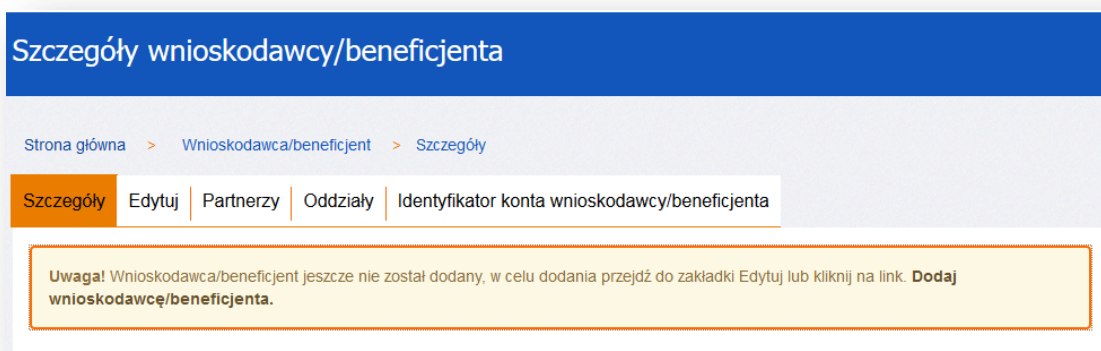 Szczegóły wnioskodawcy/beneficjenta
Strona główna > Wnioskodawca/beneficjent > Szczegóły
Szczegóły Edytuj Partnerzy Oddziały Identyfikator konta wnioskodawcy/beneficjenta
Uwaga! Wnioskodawca/beneficjent jeszcze nie został dodany, w celu dodania przejdź do zakładki Edytuj lub kliknij na link. Dodaj
wnioskodawcę/beneficjenta.